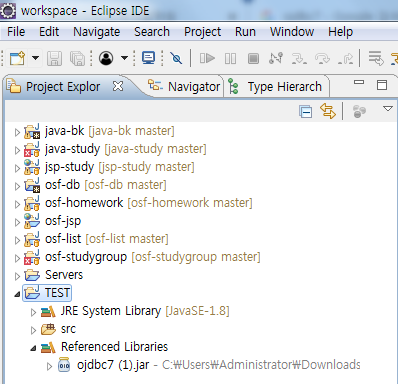 workspace - Eclipse IDE
File Edit Navigate Search Project Run Window Help
Project Explor Navigator Type Hierarch
java-bk [java-bk master]
java-study [java-study master]
jsp-study [jsp-study master]
osf-db [osf-db master]
osf-homework [osf-homework master]
osf-jsp
osf-list [osf-list master]
osf-studygroup [osf-studygroup master]
Servers
TEST
JRE System Library [JavaSE-1.8]
src
Referenced Libraries
ojdbc7 (1).jar - C:₩Users₩Administrator₩Downloads